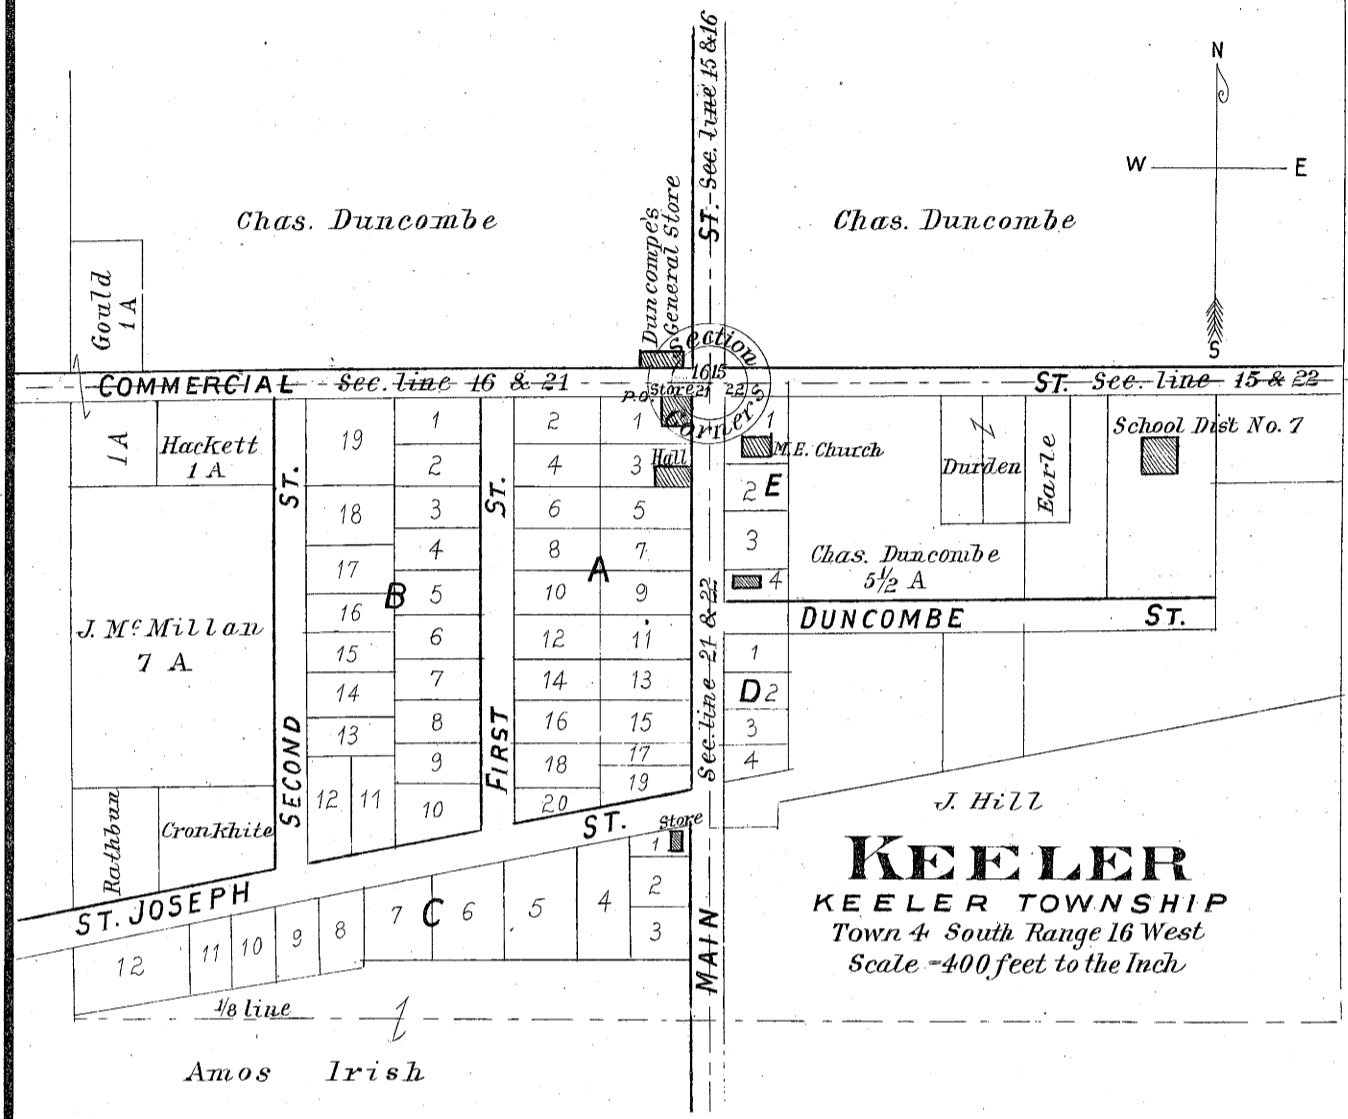 N
W E
S
ST. Sec. line 15 & 16
Chas. Duncombe
Chas. Duncombe
Duncompe's
General Store
Gould
1 A
Section
Corners
16 15
21 22
COMMERCIAL Sec. line 16 & 21
ST. Sec. line 15 & 22
P.O. Store
1 A
Hackett
1 A
SECOND ST.
19
18
17
16
15
14
13
12 11
B
1
2
3
4
5
6
7
8
9
10
FIRST ST.
A
2 1
4 3
Hall
6 5
8 7
10 9
12 11
14 13
16 15
17
18
19
20
Sec. line 21 & 22
1
M.E. Church
2 E
3
4
Durden
Earle
School Dist No. 7
Chas. Duncombe
5½ A
DUNCOMBE ST.
1
D 2
3
4
J. McMillan
7 A
Rathbun
Cronkhite
ST. JOSEPH ST.
Store
1
2
3
4
5
6
C
7
8
9
10
11
12
MAIN
⅛ line
Amos Irish
J. Hill
KEELER
KEELER TOWNSHIP
Town 4 South Range 16 West
Scale -400 feet to the Inch